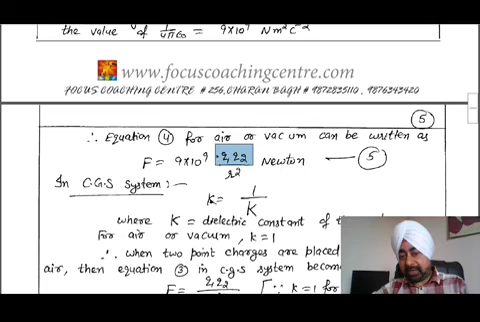 the value of 1/4πε₀ = 9×10⁹ Nm²C⁻²
www.focuscoachingcentre.com
FOCUS COACHING CENTRE # 256, CHARAN BAGH # 9872835110, 9876343420
5
∴ Equation (4) for air or vacuum can be written as
F = 9×10⁹ q₁q₂/r² Newton — (5)
In C.G.S System:-
k = 1/K
where K = dielectric constant of
For air or vacuum, k = 1
∴ when two point charges are placed
air, then equation (3) in c.g.s system
F = q₁q₂ [∵ k = 1 for